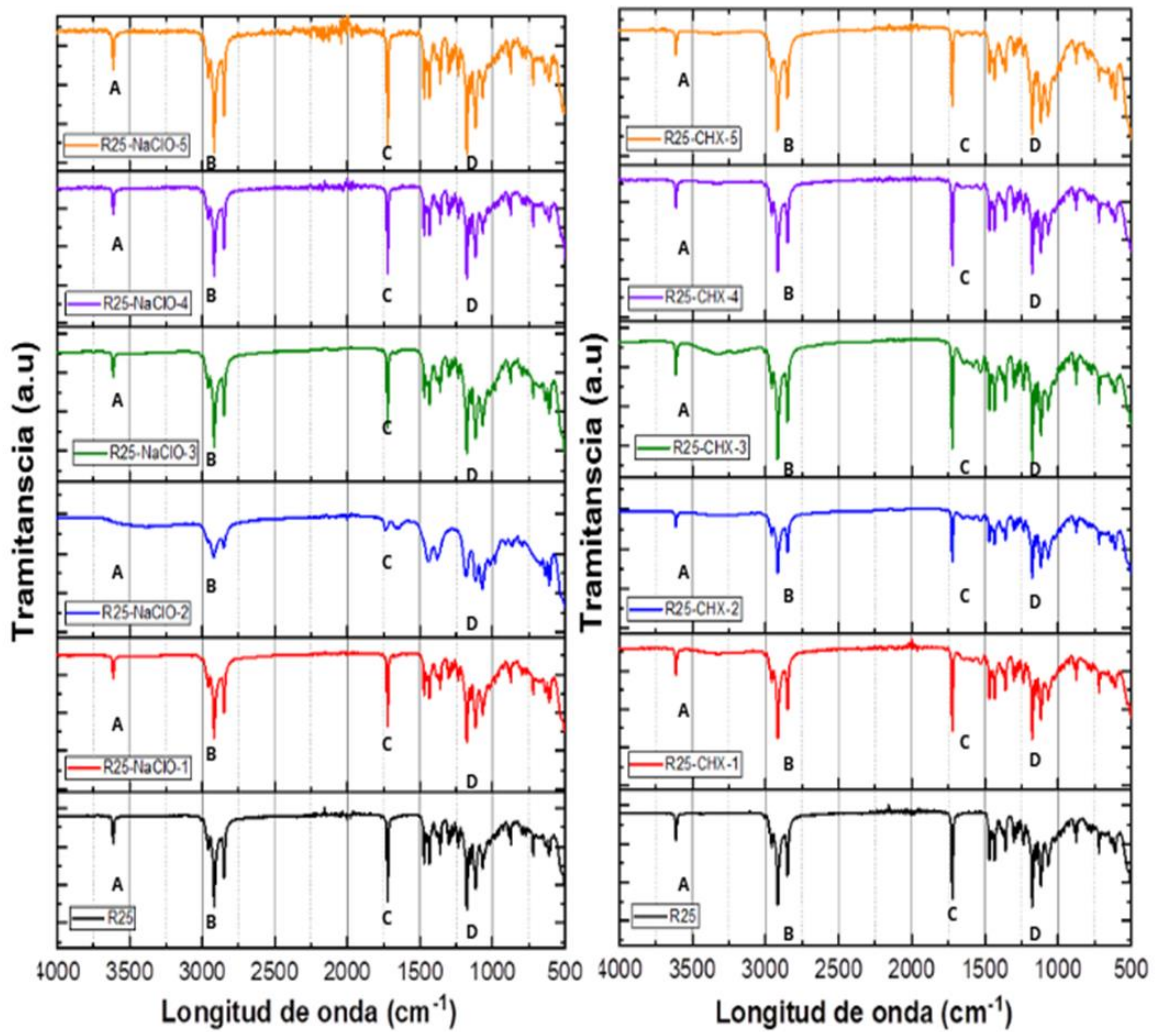 Tramitanscia (a.u)
A
B
C
D
R25-NaClO-5
A
B
C
D
R25-NaClO-4
A
B
C
D
R25-NaClO-3
A
B
C
D
R25-NaClO-2
A
B
C
D
R25-NaClO-1
A
B
C
D
R25
4000 3500 3000 2500 2000 1500 1000 500
Longitud de onda (cm-1)
Tramitanscia (a.u)
A
B
C
D
R25-CHX-5
A
B
C
D
R25-CHX-4
A
B
C
D
R25-CHX-3
A
B
C
D
R25-CHX-2
A
B
C
D
R25-CHX-1
A
B
C
D
R25
4000 3500 3000 2500 2000 1500 1000 500
Longitud de onda (cm-1)